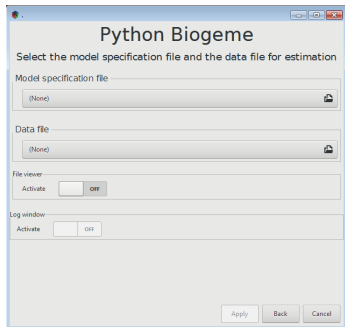 Python Biogeme
Select the model specification file and the data file for estimation
Model specification file
(None)
Data file
(None)
File viewer
Activate OFF
Log window
Activate OFF
Apply Back Cancel